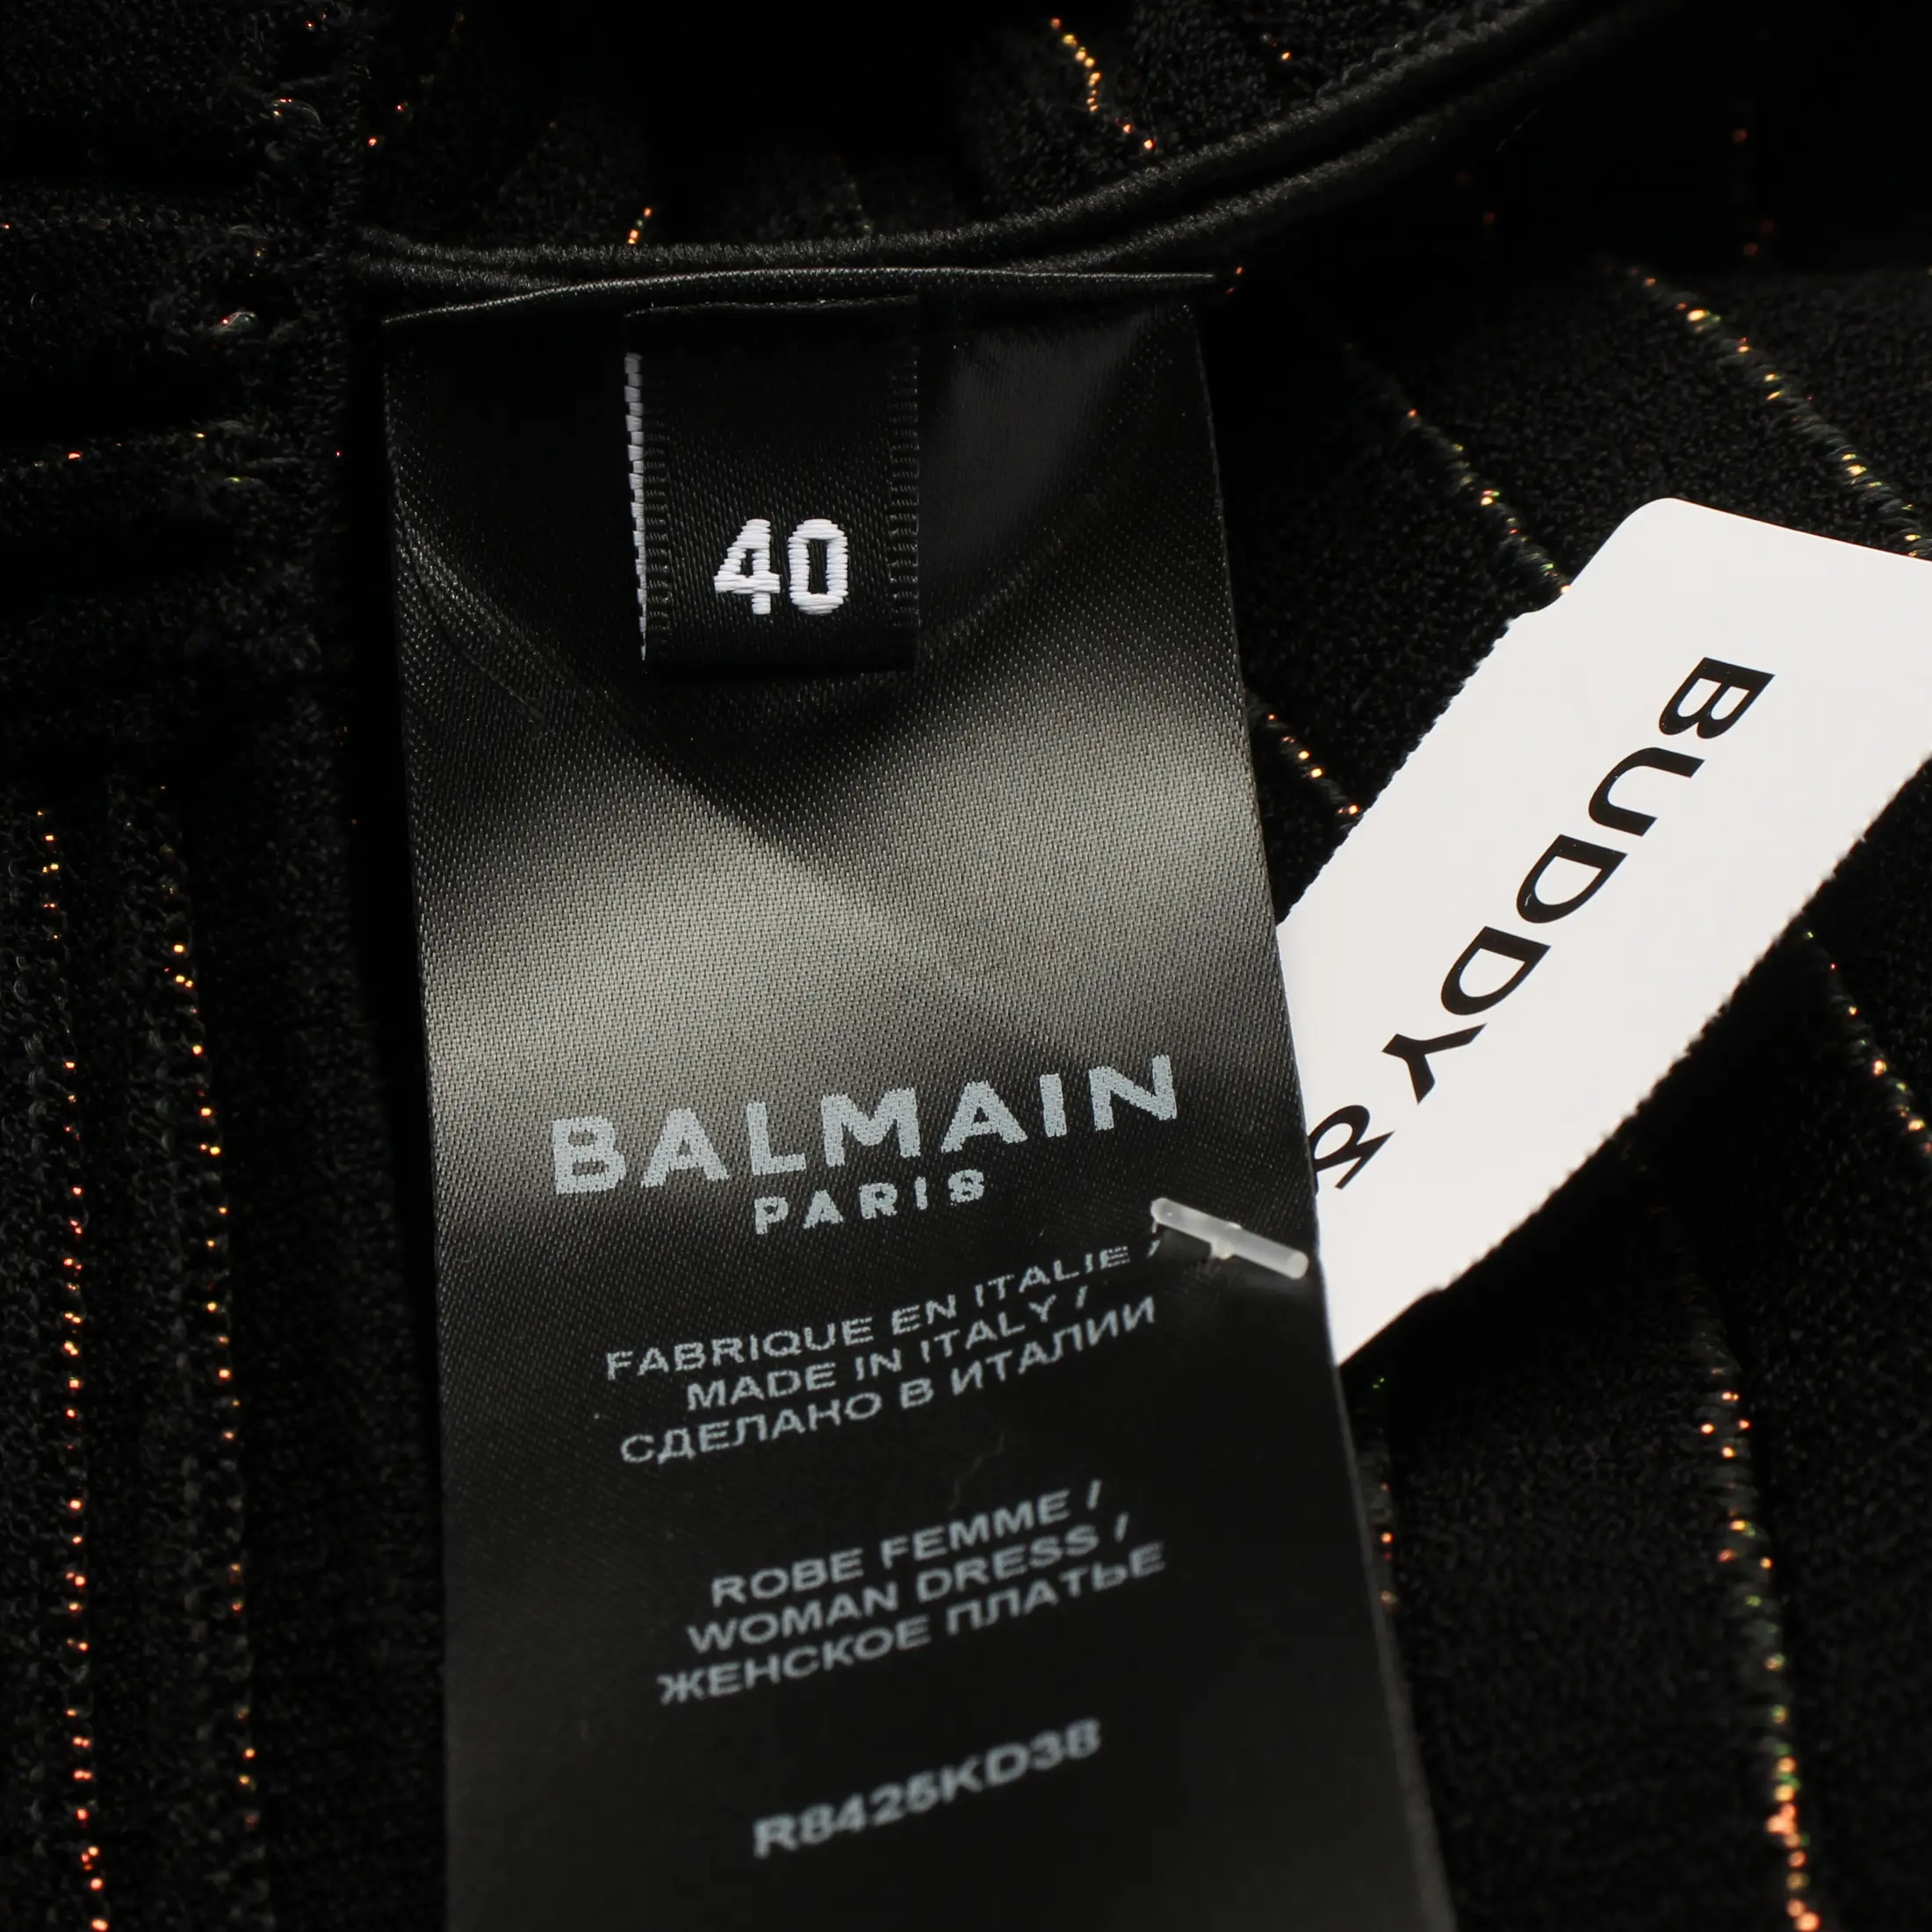 40
BALMAIN
PARIS
FABRIQUE EN ITALIE /
MADE IN ITALY /
СДЕЛАНО В ИТАЛИИ
ROBE FEMME /
WOMAN DRESS /
ЖЕНСКОЕ ПЛАТЬЕ
R8425KD38
BUDDY &